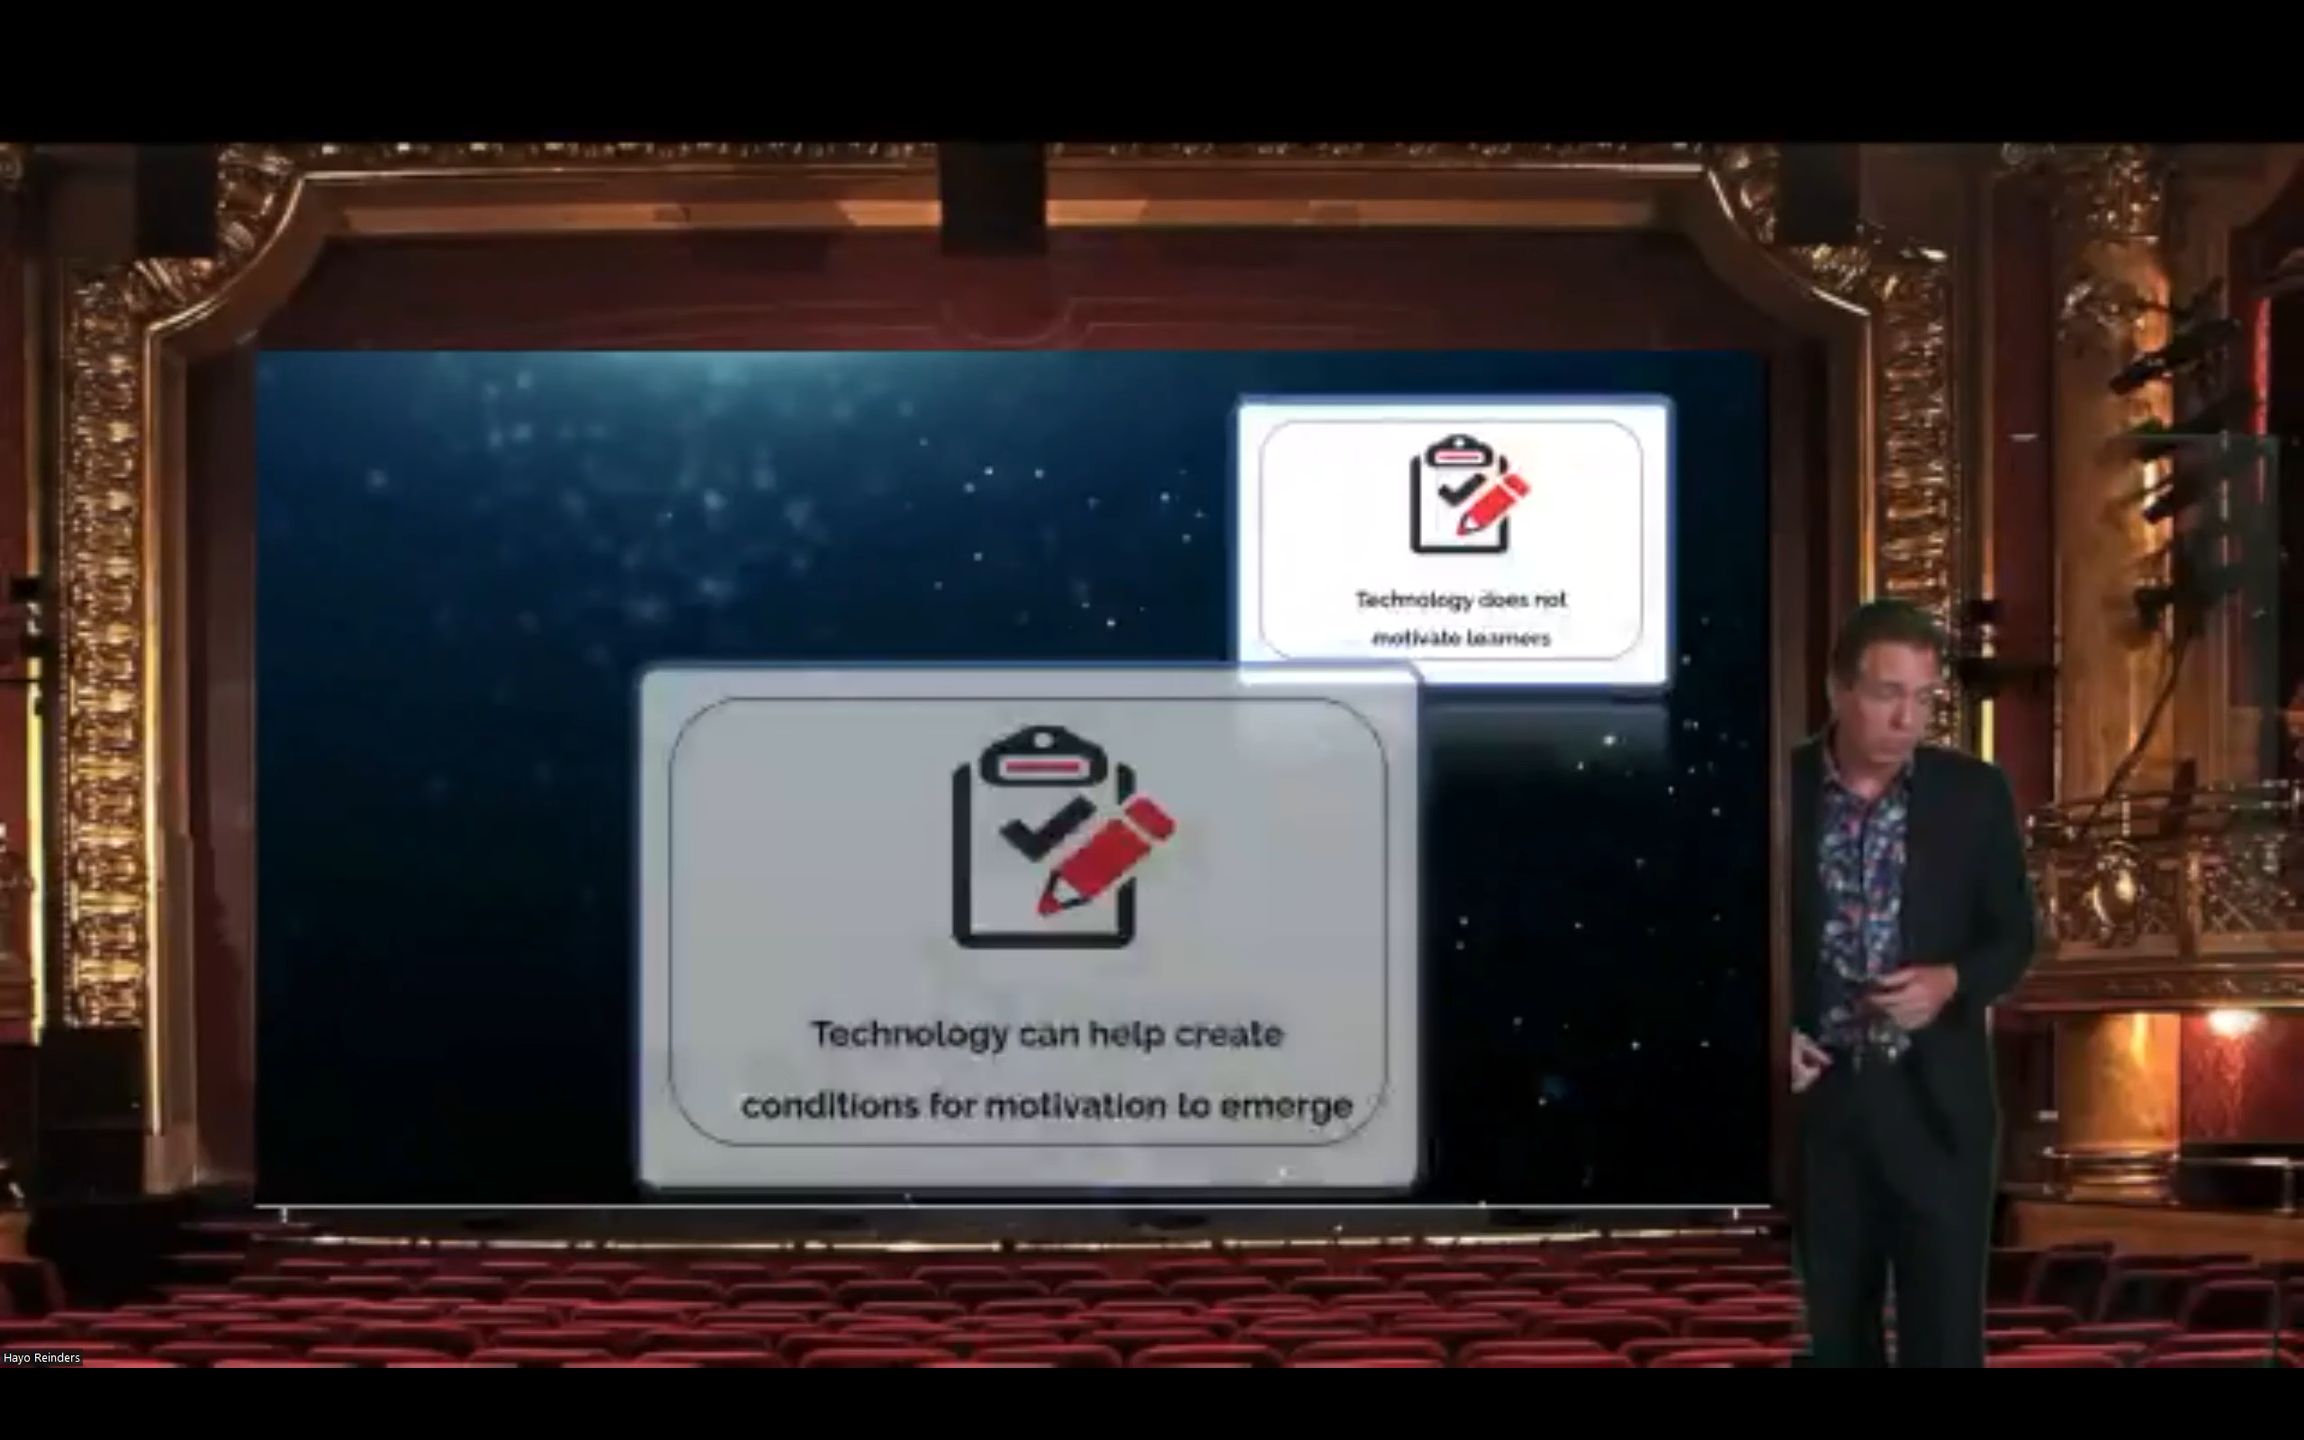 Technology does not
motivate learners
Technology can help create
conditions for motivation to emerge
Hayo Reinders